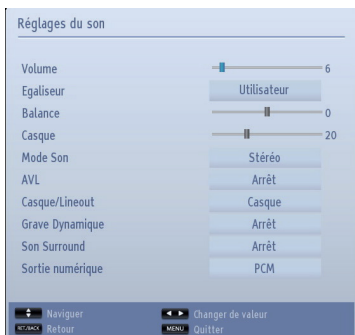 Réglages du son
Volume 6
Egaliseur Utilisateur
Balance 0
Casque 20
Mode Son Stéréo
AVL Arrêt
Casque/Lineout Casque
Grave Dynamique Arrêt
Son Surround Arrêt
Sortie numérique PCM
Naviguer Changer de valeur
RET./BACK Retour MENU Quitter